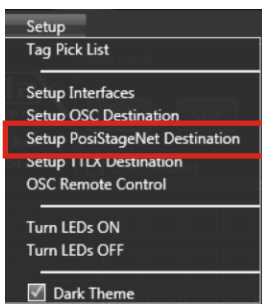 Setup
Tag Pick List
Setup Interfaces
Setup OSC Destination
Setup PosiStageNet Destination
Setup TTLX Destination
OSC Remote Control
Turn LEDs ON
Turn LEDs OFF
Dark Theme